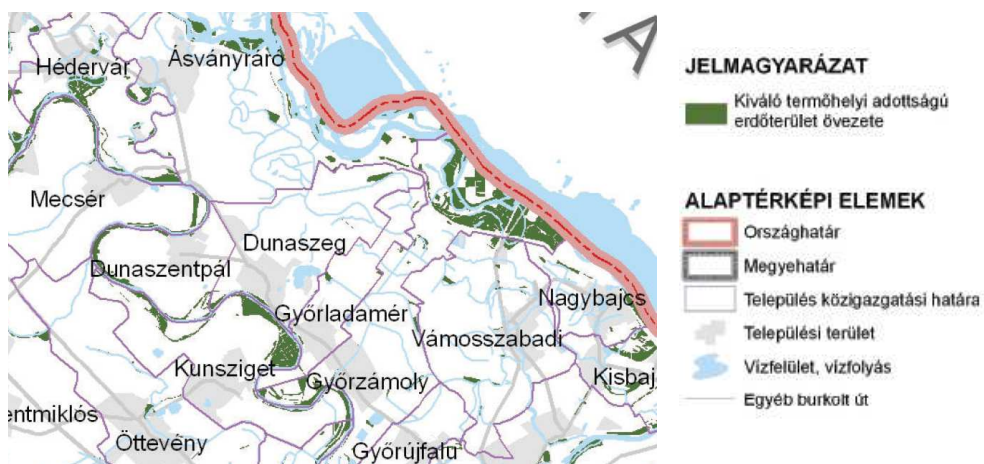 Á
Hédervár
Ásványráró
Mecsér
Dunaszeg
Dunaszentpál
Nagybajcs
Győrladamér
Vámosszabadi
Kunsziget
Győrzámoly
Kisbaj
entmiklós
Öttevény
Győrújfalu
JELMAGYARÁZAT
Kiváló termőhelyi adottságú
erdőterület övezete
ALAPTÉRKÉPI ELEMEK
Országhatár
Megyehatár
Település közigazgatási határa
Települési terület
Vízfelület, vízfolyás
Egyéb burkolt út